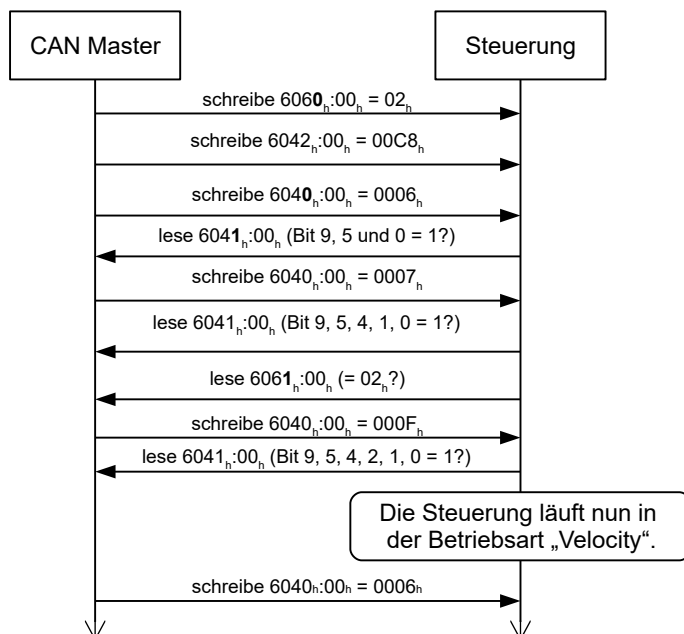 CAN Master
Steuerung
schreibe 6060ₕ:00ₕ = 02ₕ
schreibe 6042ₕ:00ₕ = 00C8ₕ
schreibe 6040ₕ:00ₕ = 0006ₕ
lese 6041ₕ:00ₕ (Bit 9, 5 und 0 = 1?)
schreibe 6040ₕ:00ₕ = 0007ₕ
lese 6041ₕ:00ₕ (Bit 9, 5, 4, 1, 0 = 1?)
lese 6061ₕ:00ₕ (= 02ₕ?)
schreibe 6040ₕ:00ₕ = 000Fₕ
lese 6041ₕ:00ₕ (Bit 9, 5, 4, 2, 1, 0 = 1?)
Die Steuerung läuft nun in
der Betriebsart „Velocity“.
schreibe 6040ₕ:00ₕ = 0006ₕ